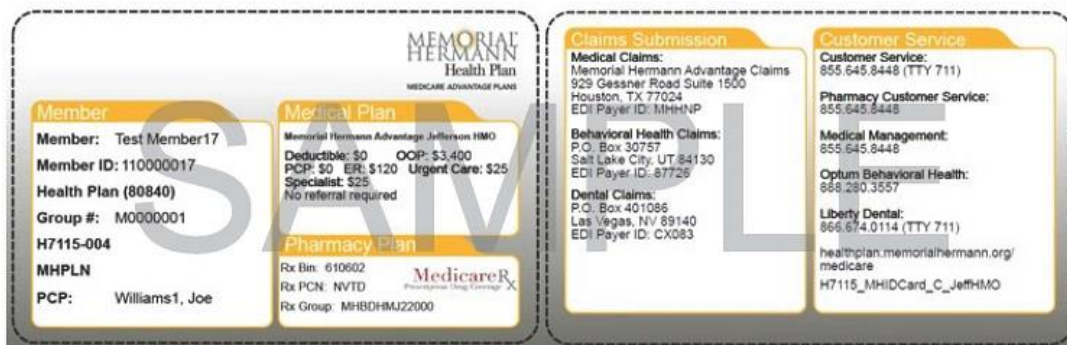 MEMORIAL
HERMANN
Health Plan
MEDICARE ADVANTAGE PLANS
Member
Member: Test Member17
Member ID: 110000017
Health Plan (80840)
Group #: M0000001
H7115-004
MHPLN
PCP: Williams1, Joe
Medical Plan
Memorial Hermann Advantage Jefferson HMO
Deductible: $0 OOP: $3,400
PCP: $0 ER: $120 Urgent Care: $25
Specialist: $25
No referral required
Pharmacy Plan
Rx Bin: 610602
Rx PCN: NVTD
Rx Group: MHBDHMJ22000
MedicareRx
Prescription Drug Coverage
Claims Submission
Medical Claims:
Memorial Hermann Advantage Claims
929 Gessner Road Suite 1500
Houston, TX 77024
EDI Payer ID: MHHNP
Behavioral Health Claims:
P.O. Box 30757
Salt Lake City, UT 84130
EDI Payer ID: 87726
Dental Claims:
P.O. Box 401086
Las Vegas, NV 89140
EDI Payer ID: CX083
Customer Service
Customer Service:
855.645.8448 (TTY 711)
Pharmacy Customer Service:
855.645.8448
Medical Management:
855.645.8448
Optum Behavioral Health:
888.280.3557
Liberty Dental:
866.674.0114 (TTY 711)
healthplan.memorialhermann.org/
medicare
H7115_MHIDCard_C_JeffHMO
SAMPLE